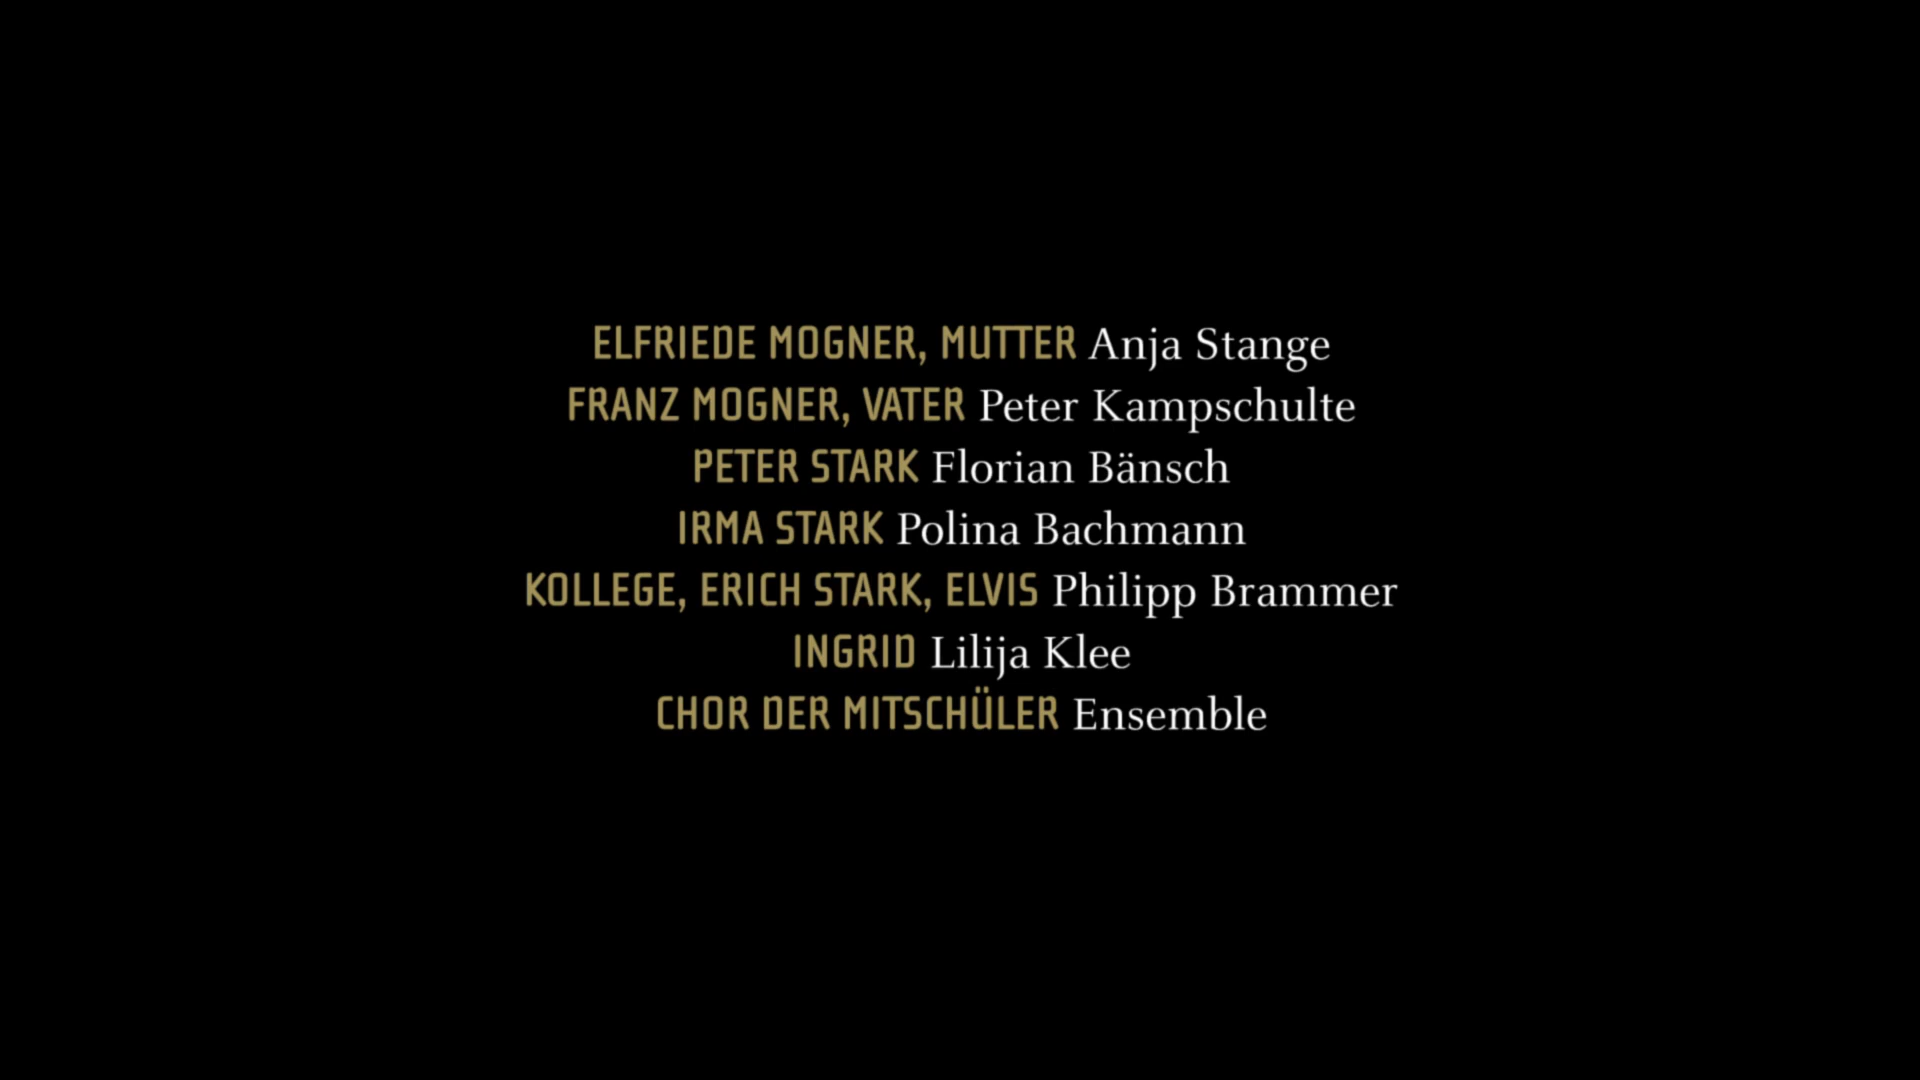 ELFRIEDE MOGNER, MUTTER Anja Stange
FRANZ MOGNER, VATER Peter Kampschulte
PETER STARK Florian Bänsch
IRMA STARK Polina Bachmann
KOLLEGE, ERICH STARK, ELVIS Philipp Brammer
INGRID Lilija Klee
CHOR DER MITSCHÜLER Ensemble